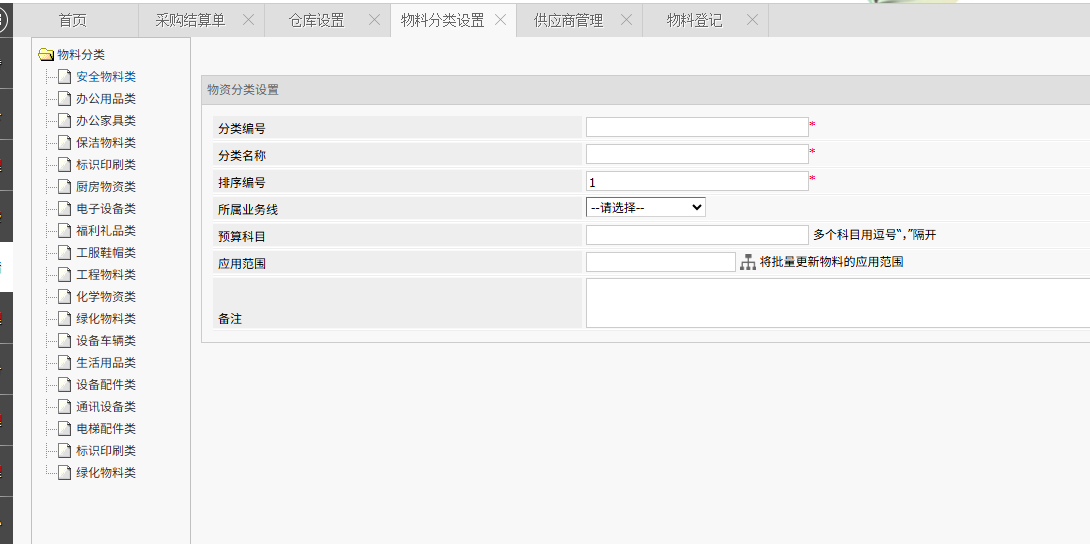 首页 采购结算单 仓库设置 物料分类设置 供应商管理 物料登记
物料分类
安全物料类
办公用品类
办公家具类
保洁物料类
标识印刷类
厨房物资类
电子设备类
福利礼品类
工服鞋帽类
工程物料类
化学物资类
绿化物料类
设备车辆类
生活用品类
设备配件类
通讯设备类
电梯配件类
标识印刷类
绿化物料类
物资分类设置
分类编号 *
分类名称 *
排序编号 1 *
所属业务线 --请选择--
预算科目 多个科目用逗号“，”隔开
应用范围 将批量更新物料的应用范围
备注